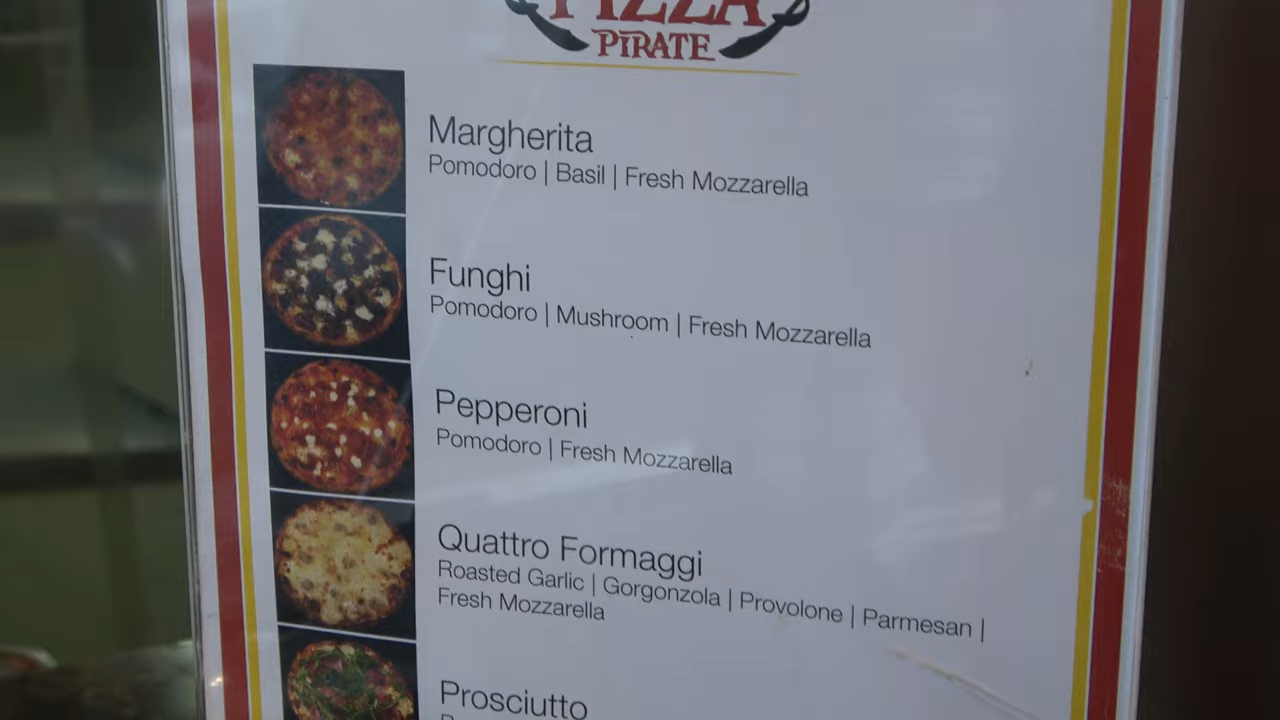 PIZZA
PIRATE
Margherita
Pomodoro | Basil | Fresh Mozzarella
Funghi
Pomodoro | Mushroom | Fresh Mozzarella
Pepperoni
Pomodoro | Fresh Mozzarella
Quattro Formaggi
Roasted Garlic | Gorgonzola | Provolone | Parmesan |
Fresh Mozzarella
Prosciutto